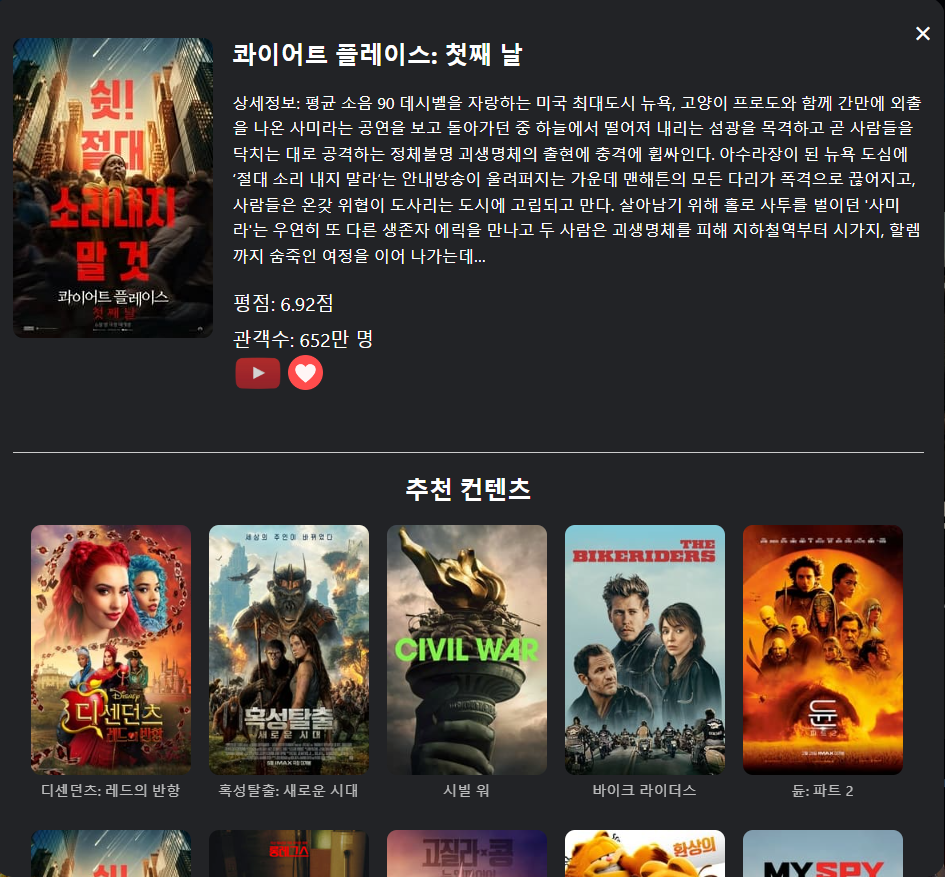 ×
쉿!
절대
소리내지
말 것
콰이어트 플레이스
첫째 날
콰이어트 플레이스: 첫째 날
상세정보: 평균 소음 90 데시벨을 자랑하는 미국 최대도시 뉴욕, 고양이 프로도와 함께 간만에 외출
을 나온 사미라는 공연을 보고 돌아가던 중 하늘에서 떨어져 내리는 섬광을 목격하고 곧 사람들을
닥치는 대로 공격하는 정체불명 괴생명체의 출현에 충격에 휩싸인다. 아수라장이 된 뉴욕 도심에
‘절대 소리 내지 말라’는 안내방송이 울려퍼지는 가운데 맨해튼의 모든 다리가 폭격으로 끊어지고,
사람들은 온갖 위협이 도사리는 도시에 고립되고 만다. 살아남기 위해 홀로 사투를 벌이던 '사미
라'는 우연히 또 다른 생존자 에릭을 만나고 두 사람은 괴생명체를 피해 지하철역부터 시가지, 할렘
까지 숨죽인 여정을 이어 나가는데...
평점: 6.92점
관객수: 652만 명
추천 컨텐츠
Disney
디센던츠
레드의 반항
세상의 주인이 바뀌었다
혹성탈출
새로운 시대
CIVIL WAR
THE
BIKERIDERS
듄
파트 2
디센던츠: 레드의 반항
혹성탈출: 새로운 시대
시빌 워
바이크 라이더스
듄: 파트 2
쉿!
고질라×콩
환상의
MY SPY